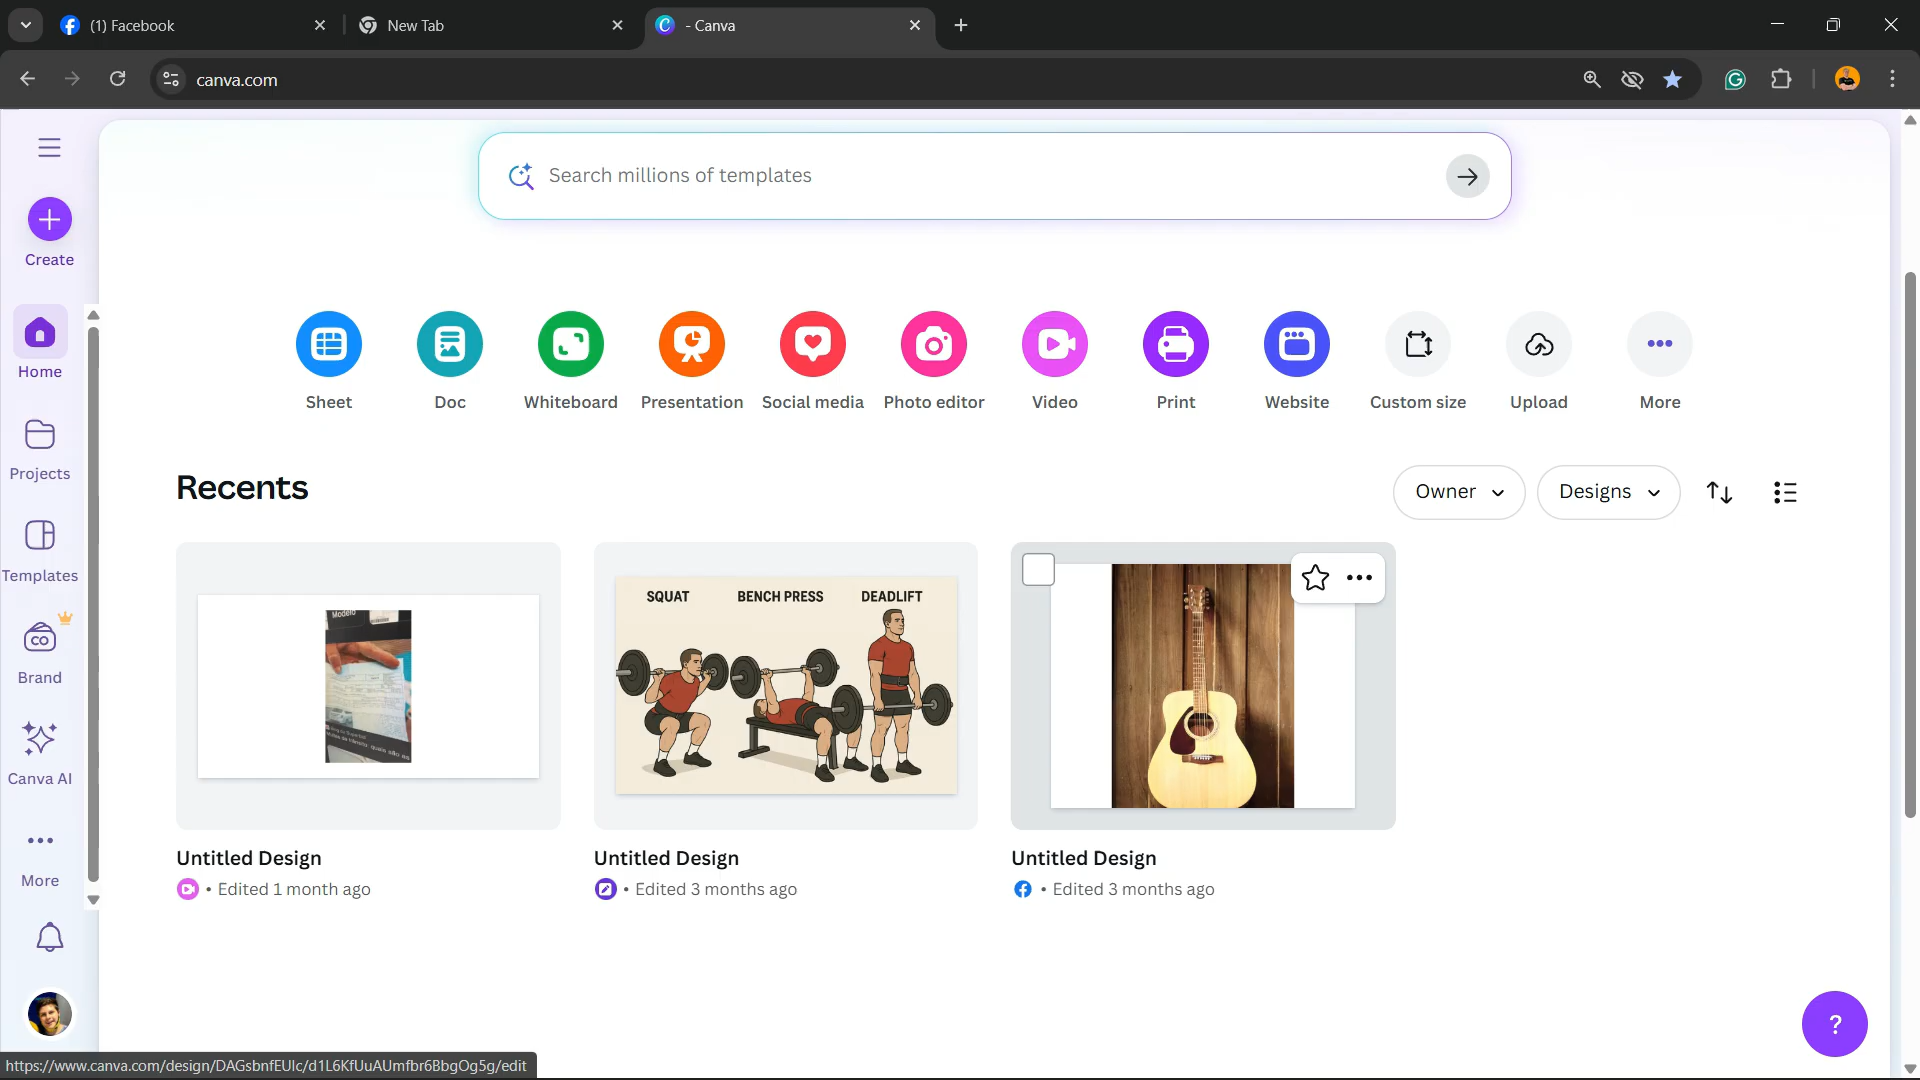 (1) Facebook
New Tab
- Canva
canva.com
Search millions of templates
Create
Home
Projects
Templates
CO
Brand
Canva AI
More
Sheet
Doc
Whiteboard
Presentation
Social media
Photo editor
Video
Print
Website
Custom size
Upload
More
Recents
Owner
Designs
Modelo
SQUAT BENCH PRESS DEADLIFT
Untitled Design
• Edited 1 month ago
Untitled Design
• Edited 3 months ago
Untitled Design
• Edited 3 months ago
?
https://www.canva.com/design/DAGsbnfEUIc/d1L6KfUuAUmfbr6BbgOg5g/edit